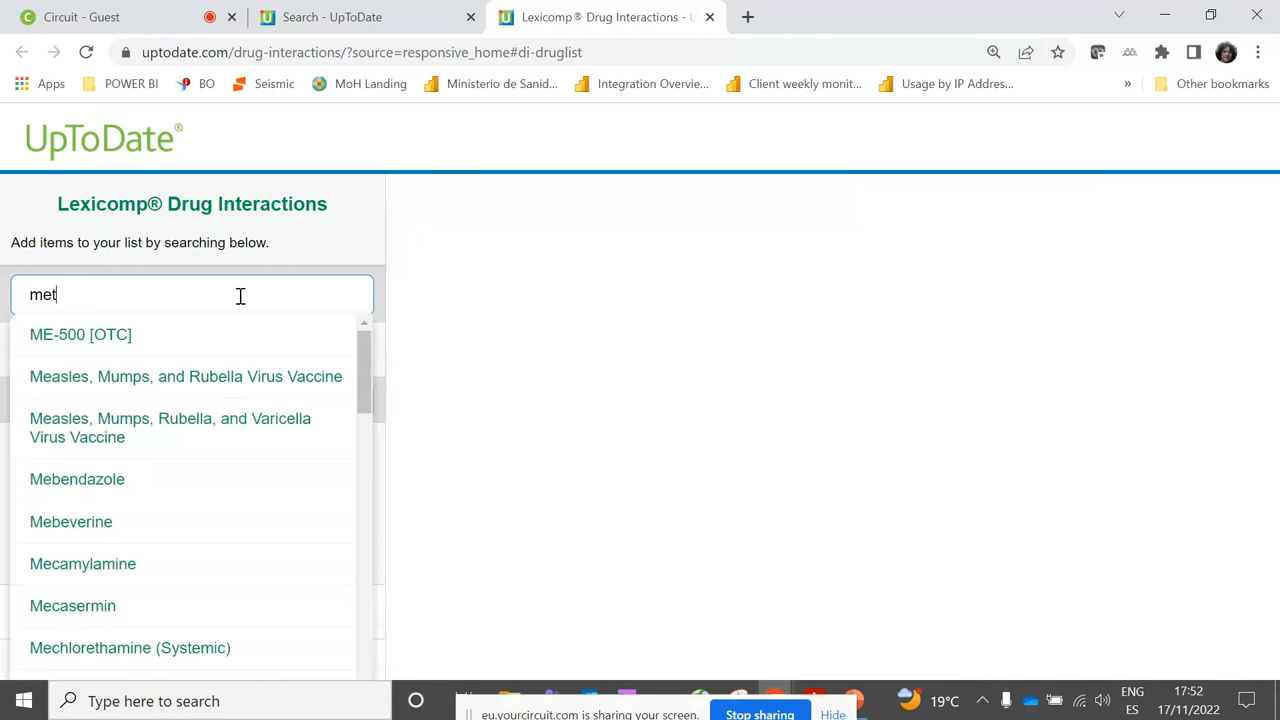 Circuit - Guest
Search - UpToDate
Lexicomp® Drug Interactions - U
uptodate.com/drug-interactions/?source=responsive_home#di-druglist
Apps
POWER BI
BO
Seismic
MoH Landing
Ministerio de Sanid...
Integration Overvie...
Client weekly monit...
Usage by IP Addres...
»
Other bookmarks
UpToDate®
Lexicomp® Drug Interactions
Add items to your list by searching below.
met
ME-500 [OTC]
Measles, Mumps, and Rubella Virus Vaccine
Measles, Mumps, Rubella, and Varicella
Virus Vaccine
Mebendazole
Mebeverine
Mecamylamine
Mecasermin
Mechlorethamine (Systemic)
Type here to search
eu.yourcircuit.com is sharing your screen.
Stop sharing
Hide
19°C
ENG
ES
17:52
17/11/2022